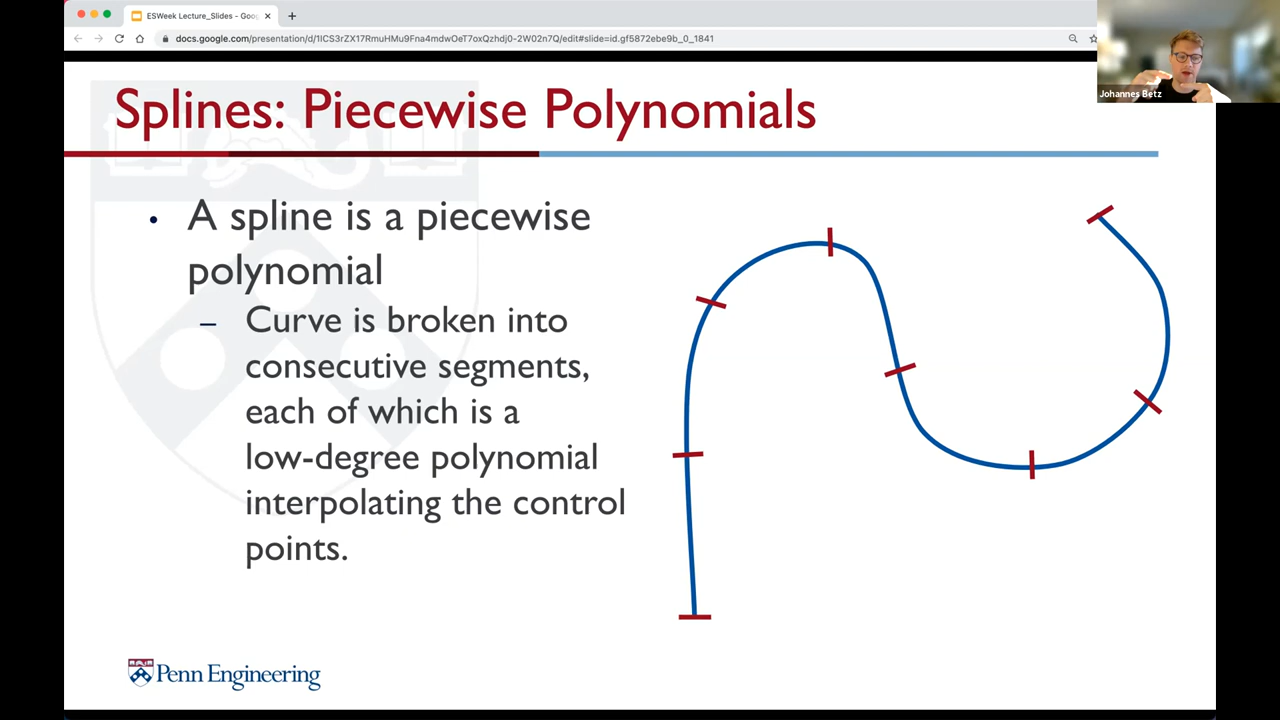 ESWeek Lecture_Slides - Goo
docs.google.com/presentation/d/1ICS3rZX17RmuHMu9Fna4mdwOeT7oxQzhdj0-2W02n7Q/edit#slide=id.gf5872ebe9b_0_1841
Johannes Betz
Splines: Piecewise Polynomials
• A spline is a piecewise
polynomial
– Curve is broken into
consecutive segments,
each of which is a
low-degree polynomial
interpolating the control
points.
Penn Engineering